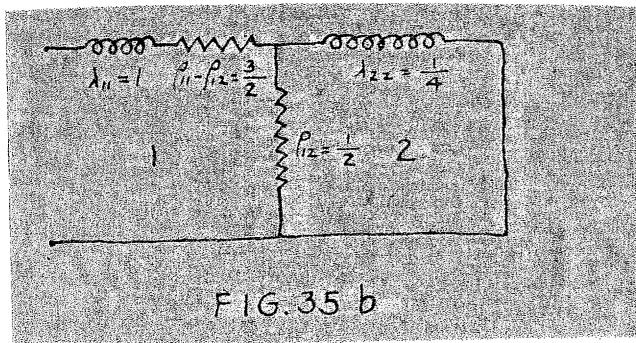 λ₁₁ = 1
ρ₁₁ - ρ₁₂ = 3/2
λ₂₂ = 1/4
1
ρ₁₂ = 1/2
2
FIG. 35 b